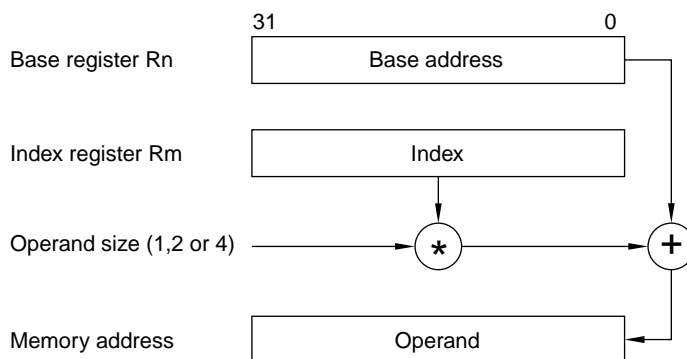 31 0
Base register Rn Base address
Index register Rm Index
Operand size (1,2 or 4) * +
Memory address Operand